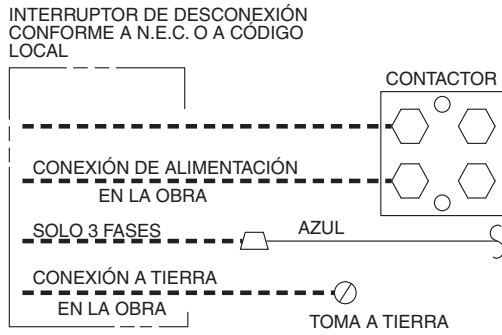 INTERRUPTOR DE DESCONEXIÓN
CONFORME A N.E.C. O A CÓDIGO
LOCAL
CONTACTOR
CONEXIÓN DE ALIMENTACIÓN
EN LA OBRA
SOLO 3 FASES
AZUL
CONEXIÓN A TIERRA
EN LA OBRA
TOMA A TIERRA